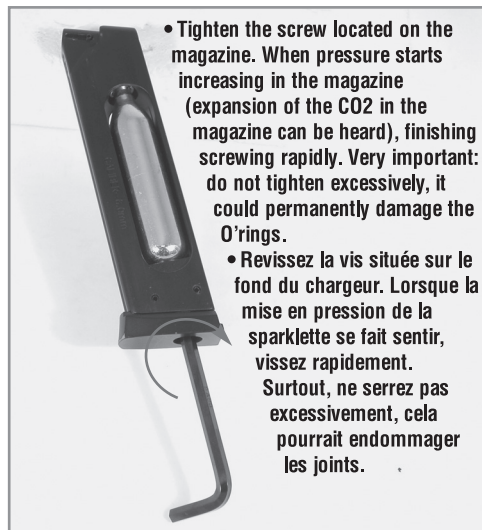 • Tighten the screw located on the
magazine. When pressure starts
increasing in the magazine
(expansion of the CO2 in the
magazine can be heard), finishing
screwing rapidly. Very important:
do not tighten excessively, it
could permanently damage the
O'rings.
• Revissez la vis située sur le
fond du chargeur. Lorsque la
mise en pression de la
sparklette se fait sentir,
vissez rapidement.
Surtout, ne serrez pas
excessivement, cela
pourrait endommager
les joints.